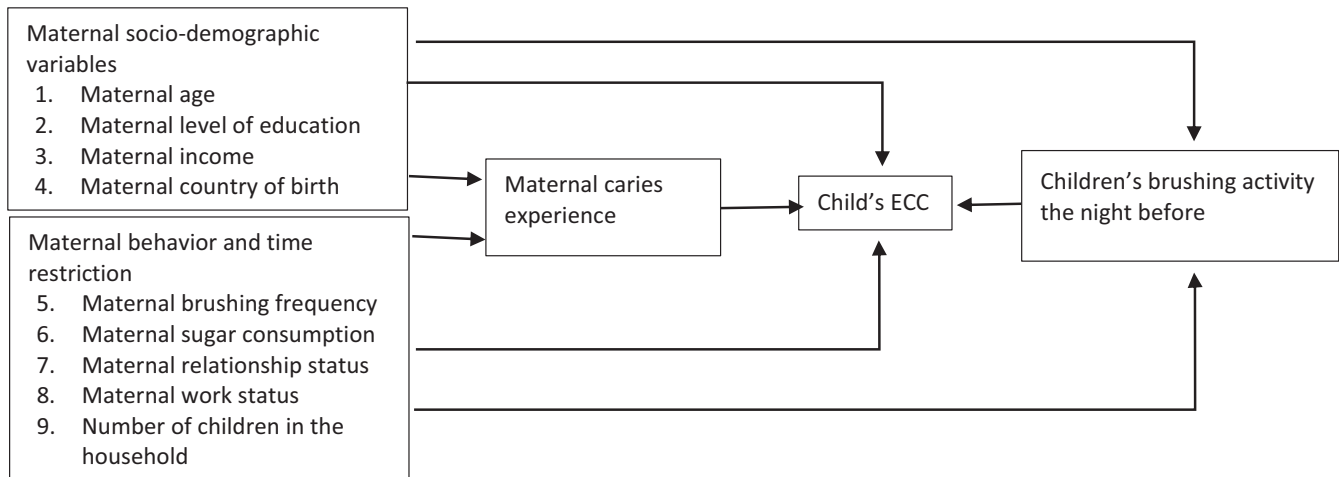 Maternal socio-demographic
variables
1. Maternal age
2. Maternal level of education
3. Maternal income
4. Maternal country of birth
Maternal behavior and time
restriction
5. Maternal brushing frequency
6. Maternal sugar consumption
7. Maternal relationship status
8. Maternal work status
9. Number of children in the
household
Maternal caries
experience
Child’s ECC
Children’s brushing activity
the night before